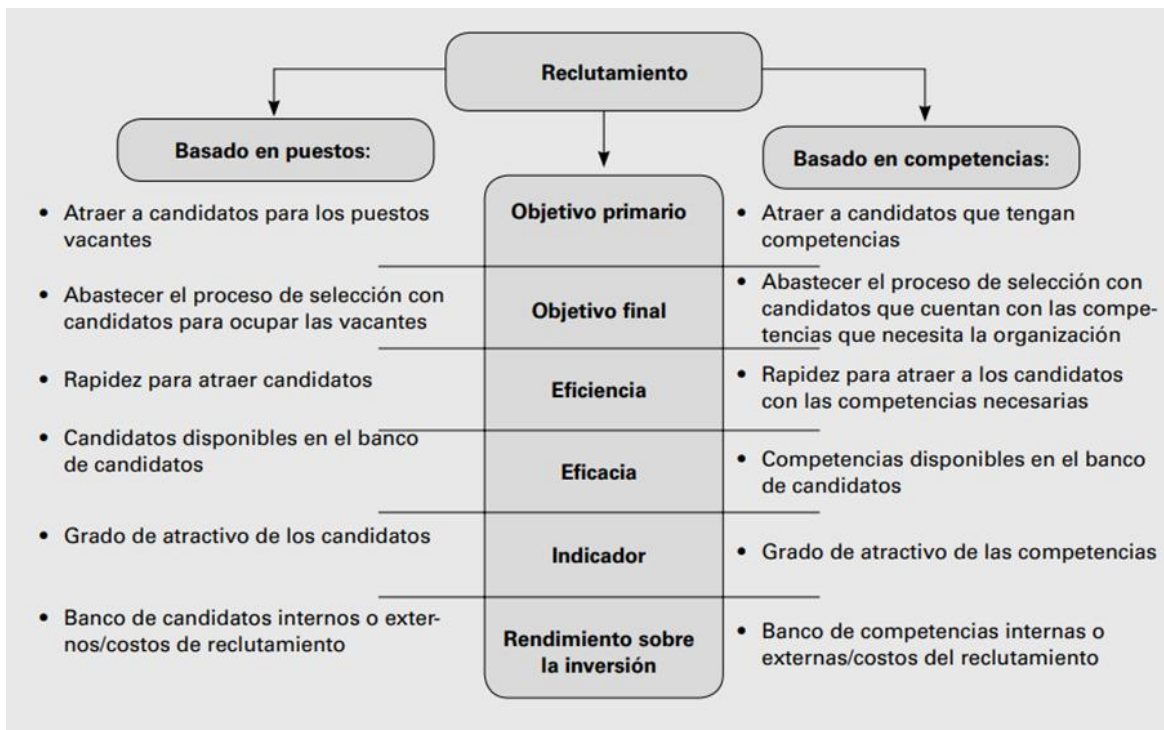 Reclutamiento
Basado en puestos:
• Atraer a candidatos para los puestos
vacantes
• Abastecer el proceso de selección con
candidatos para ocupar las vacantes
• Rapidez para atraer candidatos
• Candidatos disponibles en el banco
de candidatos
• Grado de atractivo de los candidatos
• Banco de candidatos internos o exter-
nos/costos de reclutamiento
Objetivo primario
Objetivo final
Eficiencia
Eficacia
Indicador
Rendimiento sobre
la inversión
Basado en competencias:
• Atraer a candidatos que tengan
competencias
• Abastecer el proceso de selección con
candidatos que cuentan con las compe-
tencias que necesita la organización
• Rapidez para atraer a los candidatos
con las competencias necesarias
• Competencias disponibles en el banco
de candidatos
• Grado de atractivo de las competencias
• Banco de competencias internas o
externas/costos del reclutamiento